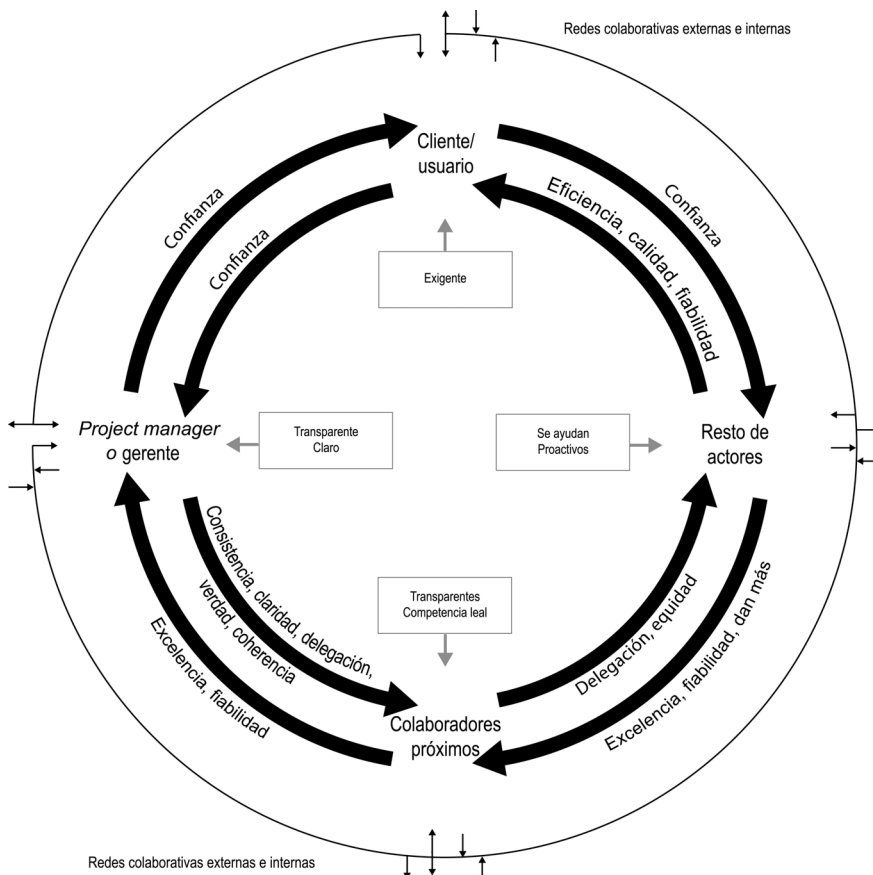 Redes colaborativas externas e internas
Cliente/
usuario
Confianza
Confianza
Eficiencia, calidad, fiabilidad
Confianza
Exigente
Project manager
o gerente
Transparente
Claro
Se ayudan
Proactivos
Resto de
actores
Consistencia, claridad, delegación,
verdad, coherencia
Excelencia, fiabilidad
Transparentes
Competencia leal
Delegación, equidad
Excelencia, fiabilidad, dan más
Colaboradores
próximos
Redes colaborativas externas e internas